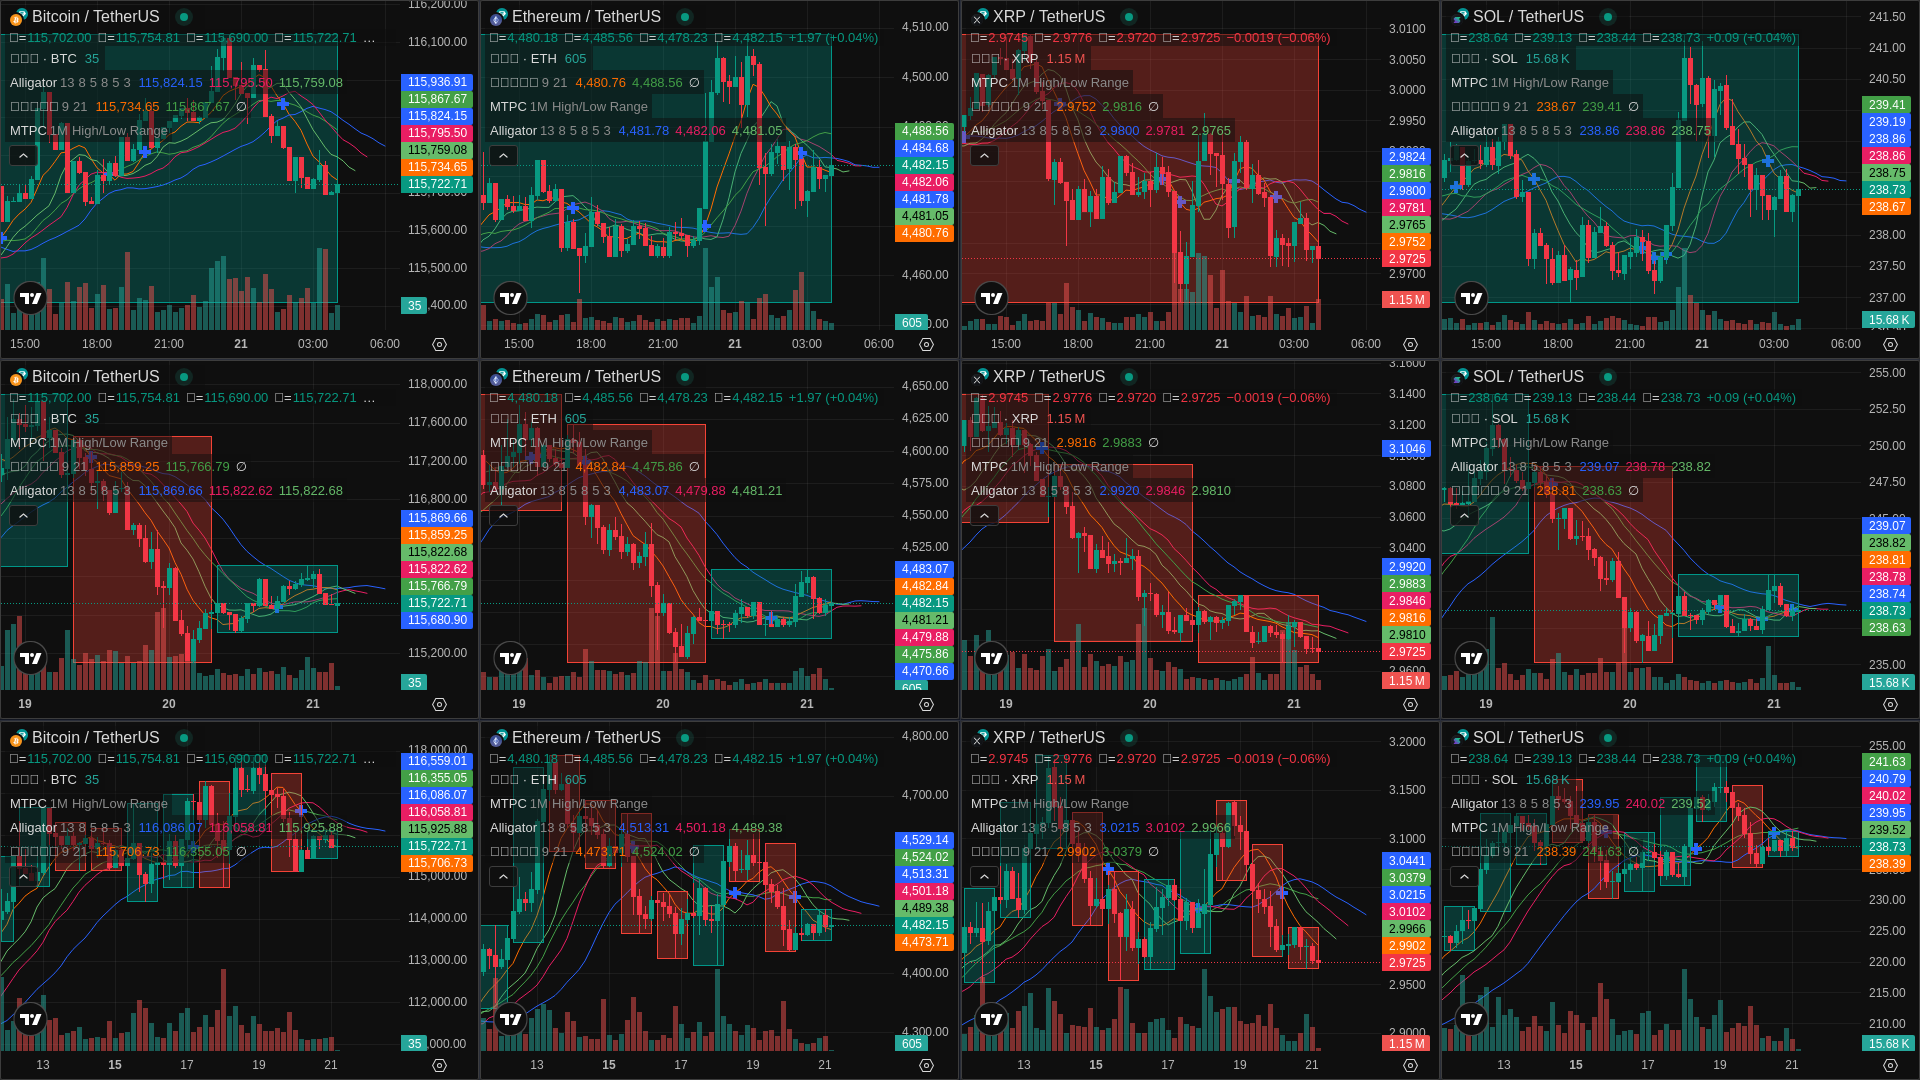 Bitcoin / TetherUS
□=115,702.00 □=115,754.81 □=115,690.00 □=115,722.71 …
□□□ · BTC 35
Alligator 13 8 5 8 5 3 115,824.15 115,795.50 115,759.08
□□□□□ 9 21 115,734.65 115,867.67 ∅
MTPC 1M High/Low Range
116,200.00
116,100.00
115,936.91
115,867.67
115,824.15
115,795.50
115,759.08
115,734.65
115,722.71
115,600.00
115,500.00
35
15:00 18:00 21:00 21 03:00 06:00
Ethereum / TetherUS
□=4,480.18 □=4,485.56 □=4,478.23 □=4,482.15 +1.97 (+0.04%)
□□□ · ETH 605
□□□□□ 9 21 4,480.76 4,488.56 ∅
MTPC 1M High/Low Range
Alligator 13 8 5 8 5 3 4,481.78 4,482.06 4,481.05
4,510.00
4,500.00
4,488.56
4,484.68
4,482.15
4,482.06
4,481.78
4,481.05
4,480.76
4,460.00
605
15:00 18:00 21:00 21 03:00 06:00
XRP / TetherUS
□=2.9745 □=2.9776 □=2.9720 □=2.9725 −0.0019 (−0.06%)
□□□ · XRP 1.15 M
MTPC 1M High/Low Range
□□□□□ 9 21 2.9752 2.9816 ∅
Alligator 13 8 5 8 5 3 2.9800 2.9781 2.9765
3.0100
3.0050
3.0000
2.9950
2.9900
2.9824
2.9816
2.9800
2.9781
2.9765
2.9752
2.9725
2.9700
1.15 M
15:00 18:00 21:00 21 03:00 06:00
SOL / TetherUS
□=238.64 □=239.13 □=238.44 □=238.73 +0.09 (+0.04%)
□□□ · SOL 15.68 K
MTPC 1M High/Low Range
□□□□□ 9 21 238.67 239.41 ∅
Alligator 13 8 5 8 5 3 238.86 238.86 238.75
241.50
241.00
240.50
240.00
239.41
239.19
238.86
238.86
238.75
238.73
238.67
238.00
237.50
237.00
15.68 K
15:00 18:00 21:00 21 03:00 06:00
Bitcoin / TetherUS
□=115,702.00 □=115,754.81 □=115,690.00 □=115,722.71 …
□□□ · BTC 35
MTPC 1M High/Low Range
□□□□□ 9 21 115,859.25 115,766.79 ∅
Alligator 13 8 5 8 5 3 115,869.66 115,822.62 115,822.68
118,000.00
117,600.00
117,200.00
116,800.00
115,869.66
115,859.25
115,822.68
115,822.62
115,766.79
115,722.71
115,680.90
115,200.00
35
19 20 21
Ethereum / TetherUS
□=4,480.18 □=4,485.56 □=4,478.23 □=4,482.15 +1.97 (+0.04%)
□□□ · ETH 605
MTPC 1M High/Low Range
□□□□□ 9 21 4,482.84 4,475.86 ∅
Alligator 13 8 5 8 5 3 4,483.07 4,479.88 4,481.21
4,650.00
4,625.00
4,600.00
4,575.00
4,550.00
4,525.00
4,483.07
4,482.84
4,482.15
4,481.21
4,479.88
4,475.86
4,470.66
605
19 20 21
XRP / TetherUS
□=2.9745 □=2.9776 □=2.9720 □=2.9725 −0.0019 (−0.06%)
□□□ · XRP 1.15 M
□□□□□ 9 21 2.9816 2.9883 ∅
MTPC 1M High/Low Range
Alligator 13 8 5 8 5 3 2.9920 2.9846 2.9810
3.1600
3.1400
3.1200
3.1046
3.0800
3.0600
3.0400
2.9920
2.9883
2.9846
2.9816
2.9810
2.9725
2.9600
1.15 M
19 20 21
SOL / TetherUS
□=238.64 □=239.13 □=238.44 □=238.73 +0.09 (+0.04%)
□□□ · SOL 15.68 K
MTPC 1M High/Low Range
Alligator 13 8 5 8 5 3 239.07 238.78 238.82
□□□□□ 9 21 238.81 238.63 ∅
255.00
252.50
250.00
247.50
239.07
238.82
238.81
238.78
238.74
238.73
238.63
235.00
15.68 K
19 20 21
Bitcoin / TetherUS
□=115,702.00 □=115,754.81 □=115,690.00 □=115,722.71 …
□□□ · BTC 35
MTPC 1M High/Low Range
Alligator 13 8 5 8 5 3 116,086.07 116,058.81 115,925.88
□□□□□ 9 21 115,706.73 116,355.05 ∅
118,000.00
116,559.01
116,355.05
116,086.07
116,058.81
115,925.88
115,722.71
115,706.73
115,000.00
114,000.00
113,000.00
112,000.00
35
13 15 17 19 21
Ethereum / TetherUS
□=4,480.18 □=4,485.56 □=4,478.23 □=4,482.15 +1.97 (+0.04%)
□□□ · ETH 605
MTPC 1M High/Low Range
Alligator 13 8 5 8 5 3 4,513.31 4,501.18 4,489.38
□□□□□ 9 21 4,473.71 4,524.02 ∅
4,800.00
4,700.00
4,529.14
4,524.02
4,513.31
4,501.18
4,489.38
4,482.15
4,473.71
4,400.00
4,300.00
605
13 15 17 19 21
XRP / TetherUS
□=2.9745 □=2.9776 □=2.9720 □=2.9725 −0.0019 (−0.06%)
□□□ · XRP 1.15 M
MTPC 1M High/Low Range
Alligator 13 8 5 8 5 3 3.0215 3.0102 2.9966
□□□□□ 9 21 2.9902 3.0379 ∅
3.2000
3.1500
3.1000
3.0441
3.0379
3.0215
3.0102
2.9966
2.9902
2.9725
2.9500
2.9000
1.15 M
13 15 17 19 21
SOL / TetherUS
□=238.64 □=239.13 □=238.44 □=238.73 +0.09 (+0.04%)
□□□ · SOL 15.68 K
Alligator 13 8 5 8 5 3 239.95 240.02 239.52
MTPC 1M High/Low Range
□□□□□ 9 21 238.39 241.63 ∅
255.00
241.63
240.79
240.02
239.95
239.52
238.73
238.39
230.00
225.00
220.00
215.00
210.00
15.68 K
13 15 17 19 21